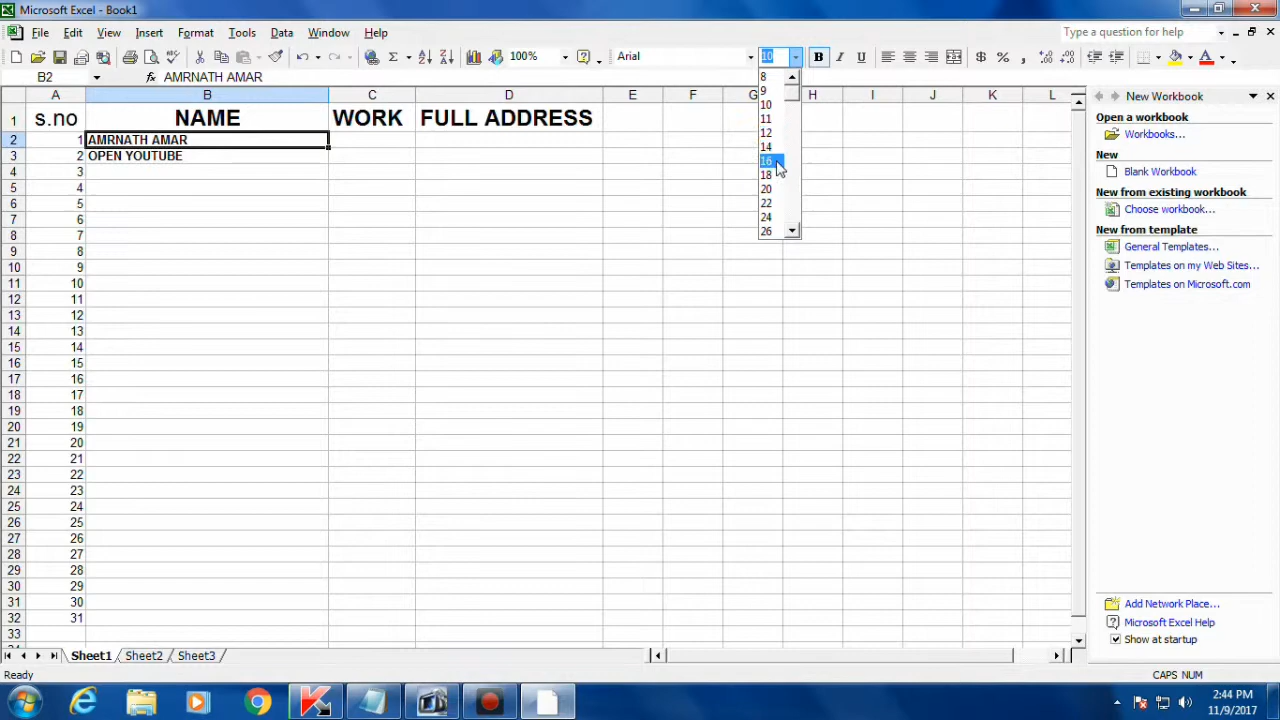 Microsoft Excel - Book1
File Edit View Insert Format Tools Data Window Help
Type a question for help
100%
Arial
10
B
I
U
$ %
B2
fx AMRNATH AMAR
A B C D E F G H I J K L
1 s.no NAME WORK FULL ADDRESS
2 1 AMRNATH AMAR
3 2 OPEN YOUTUBE
4 3
5 4
6 5
7 6
8 7
9 8
10 9
11 10
12 11
13 12
14 13
15 14
16 15
17 16
18 17
19 18
20 19
21 20
22 21
23 22
24 23
25 24
26 25
27 26
28 27
29 28
30 29
31 30
32 31
33
8
9
10
11
12
14
16
18
20
22
24
26
New Workbook
Open a workbook
Workbooks...
New
Blank Workbook
New from existing workbook
Choose workbook...
New from template
General Templates...
Templates on my Web Sites...
Templates on Microsoft.com
Add Network Place...
Microsoft Excel Help
Show at startup
Sheet1 Sheet2 Sheet3
Ready
CAPS NUM
2:44 PM
11/9/2017